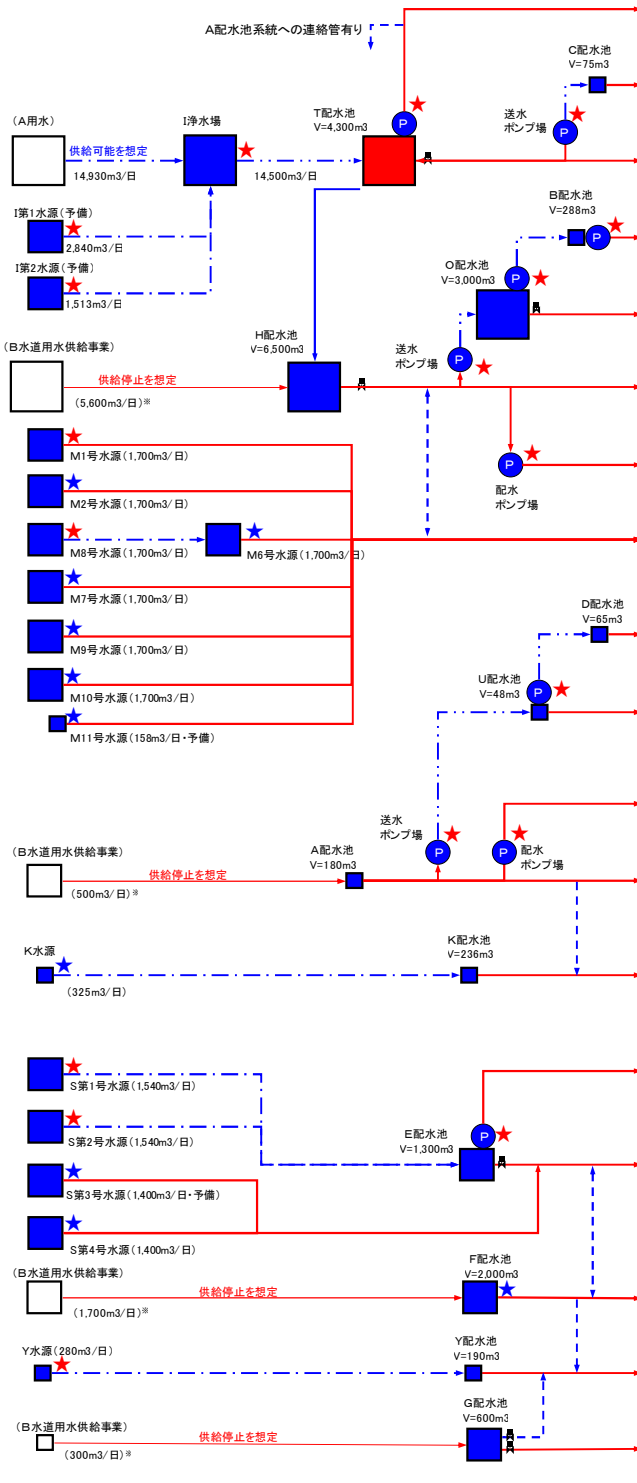 A配水池系統への連絡管有り
C配水池
V=75m3
(A用水)
I浄水場
T配水池
V=4,300m3
P
送水
ポンプ場
P
供給可能を想定
14,930m3/日
14,500m3/日
I第1水源(予備)
2,840m3/日
B配水池
V=288m3
P
I第2水源(予備)
1,513m3/日
O配水池
V=3,000m3
P
(B水道用水供給事業)
H配水池
V=6,500m3
送水
ポンプ場
P
供給停止を想定
(5,600m3/日)※
M1号水源(1,700m3/日)
P
配水
ポンプ場
M2号水源(1,700m3/日)
M8号水源(1,700m3/日)
M6号水源(1,700m3/日)
M7号水源(1,700m3/日)
M9号水源(1,700m3/日)
D配水池
V=65m3
M10号水源(1,700m3/日)
U配水池
V=48m3
P
M11号水源(158m3/日・予備)
送水
ポンプ場
P
P
配水
ポンプ場
(B水道用水供給事業)
A配水池
V=180m3
供給停止を想定
(500m3/日)※
K水源
(325m3/日)
K配水池
V=236m3
S第1号水源(1,540m3/日)
S第2号水源(1,540m3/日)
E配水池
V=1,300m3
P
S第3号水源(1,400m3/日・予備)
S第4号水源(1,400m3/日)
(B水道用水供給事業)
F配水池
V=2,000m3
供給停止を想定
(1,700m3/日)※
Y水源(280m3/日)
Y配水池
V=190m3
G配水池
V=600m3
(B水道用水供給事業)
供給停止を想定
(300m3/日)※